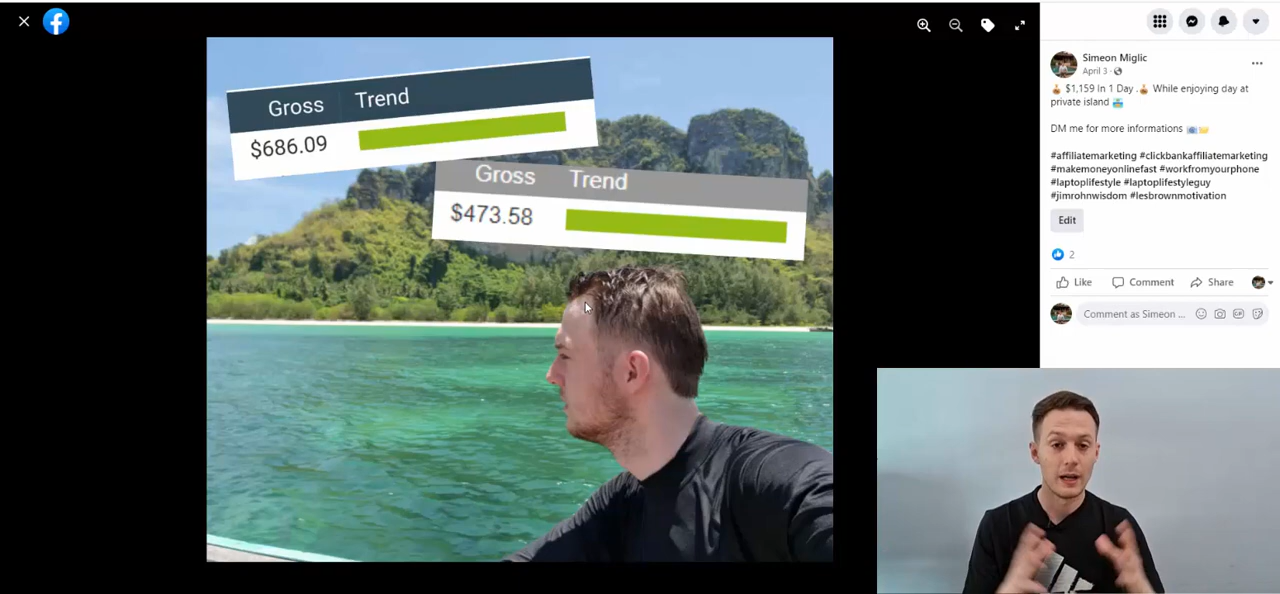 Gross Trend
$686.09
Gross Trend
$473.58
Simeon Miglic
April 3 ·
$1,159 In 1 Day . While enjoying day at
private island
DM me for more informations
#affiliatemarketing #clickbankaffiliatemarketing
#makemoneyonlinefast #workfromyourphone
#laptoplifestyle #laptoplifestyleguy
#jimrohnwisdom #lesbrownmotivation
Edit
2
Like Comment Share
Comment as Simeon ...